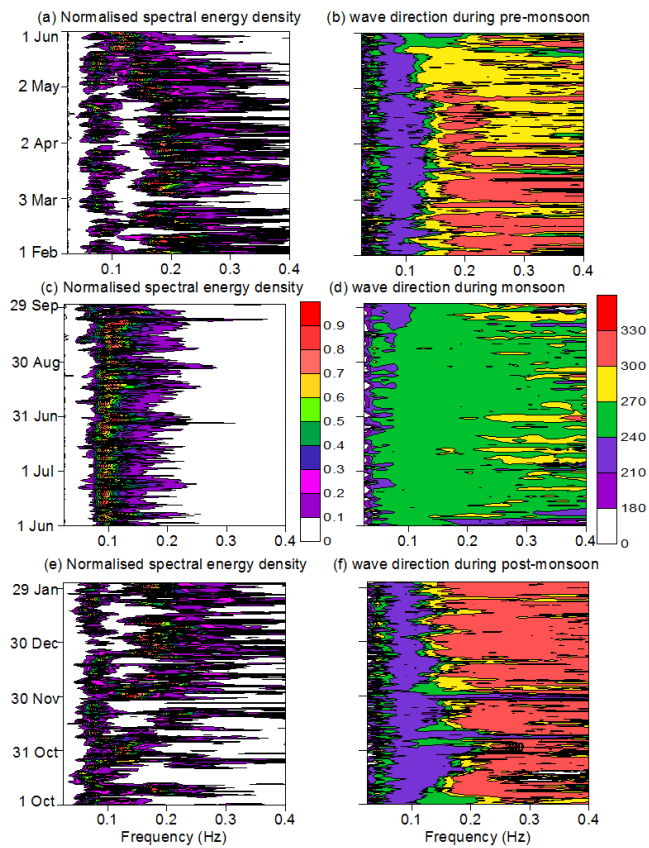 (a) Normalised spectral energy density
(b) wave direction during pre-monsoon
1 Jun
2 May
2 Apr
3 Mar
1 Feb
0.1 0.2 0.3 0.4
0.1 0.2 0.3 0.4
(c) Normalised spectral energy density
(d) wave direction during monsoon
29 Sep
30 Aug
31 Jun
1 Jul
1 Jun
0.1 0.2 0.3 0.4
0.9
0.8
0.7
0.6
0.5
0.4
0.3
0.2
0.1
0
0.1 0.2 0.3 0.4
330
300
270
240
210
180
0
(e) Normalised spectral energy density
(f) wave direction during post-monsoon
29 Jan
30 Dec
30 Nov
31 Oct
1 Oct
0.1 0.2 0.3 0.4
0.1 0.2 0.3 0.4
Frequency (Hz)
Frequency (Hz)